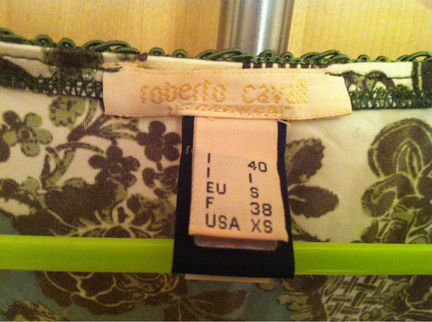 roberto cavalli
I 40
I I
EU S
F 38
USA XS